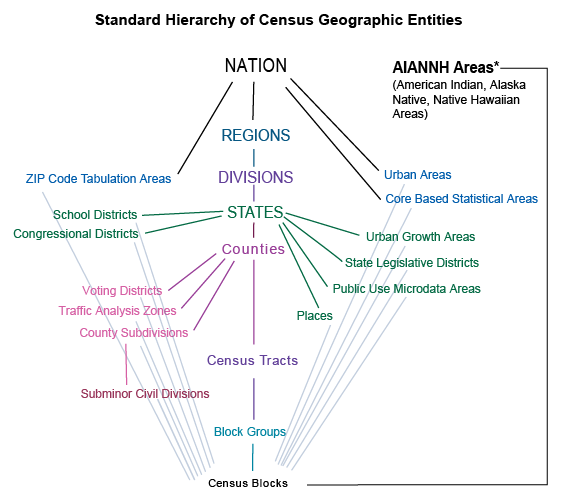 Standard Hierarchy of Census Geographic Entities
NATION
AIANNH Areas*
(American Indian, Alaska
Native, Native Hawaiian
Areas)
REGIONS
ZIP Code Tabulation Areas
DIVISIONS
Urban Areas
Core Based Statistical Areas
School Districts
STATES
Congressional Districts
Urban Growth Areas
Counties
State Legislative Districts
Voting Districts
Public Use Microdata Areas
Traffic Analysis Zones
Places
County Subdivisions
Census Tracts
Subminor Civil Divisions
Block Groups
Census Blocks